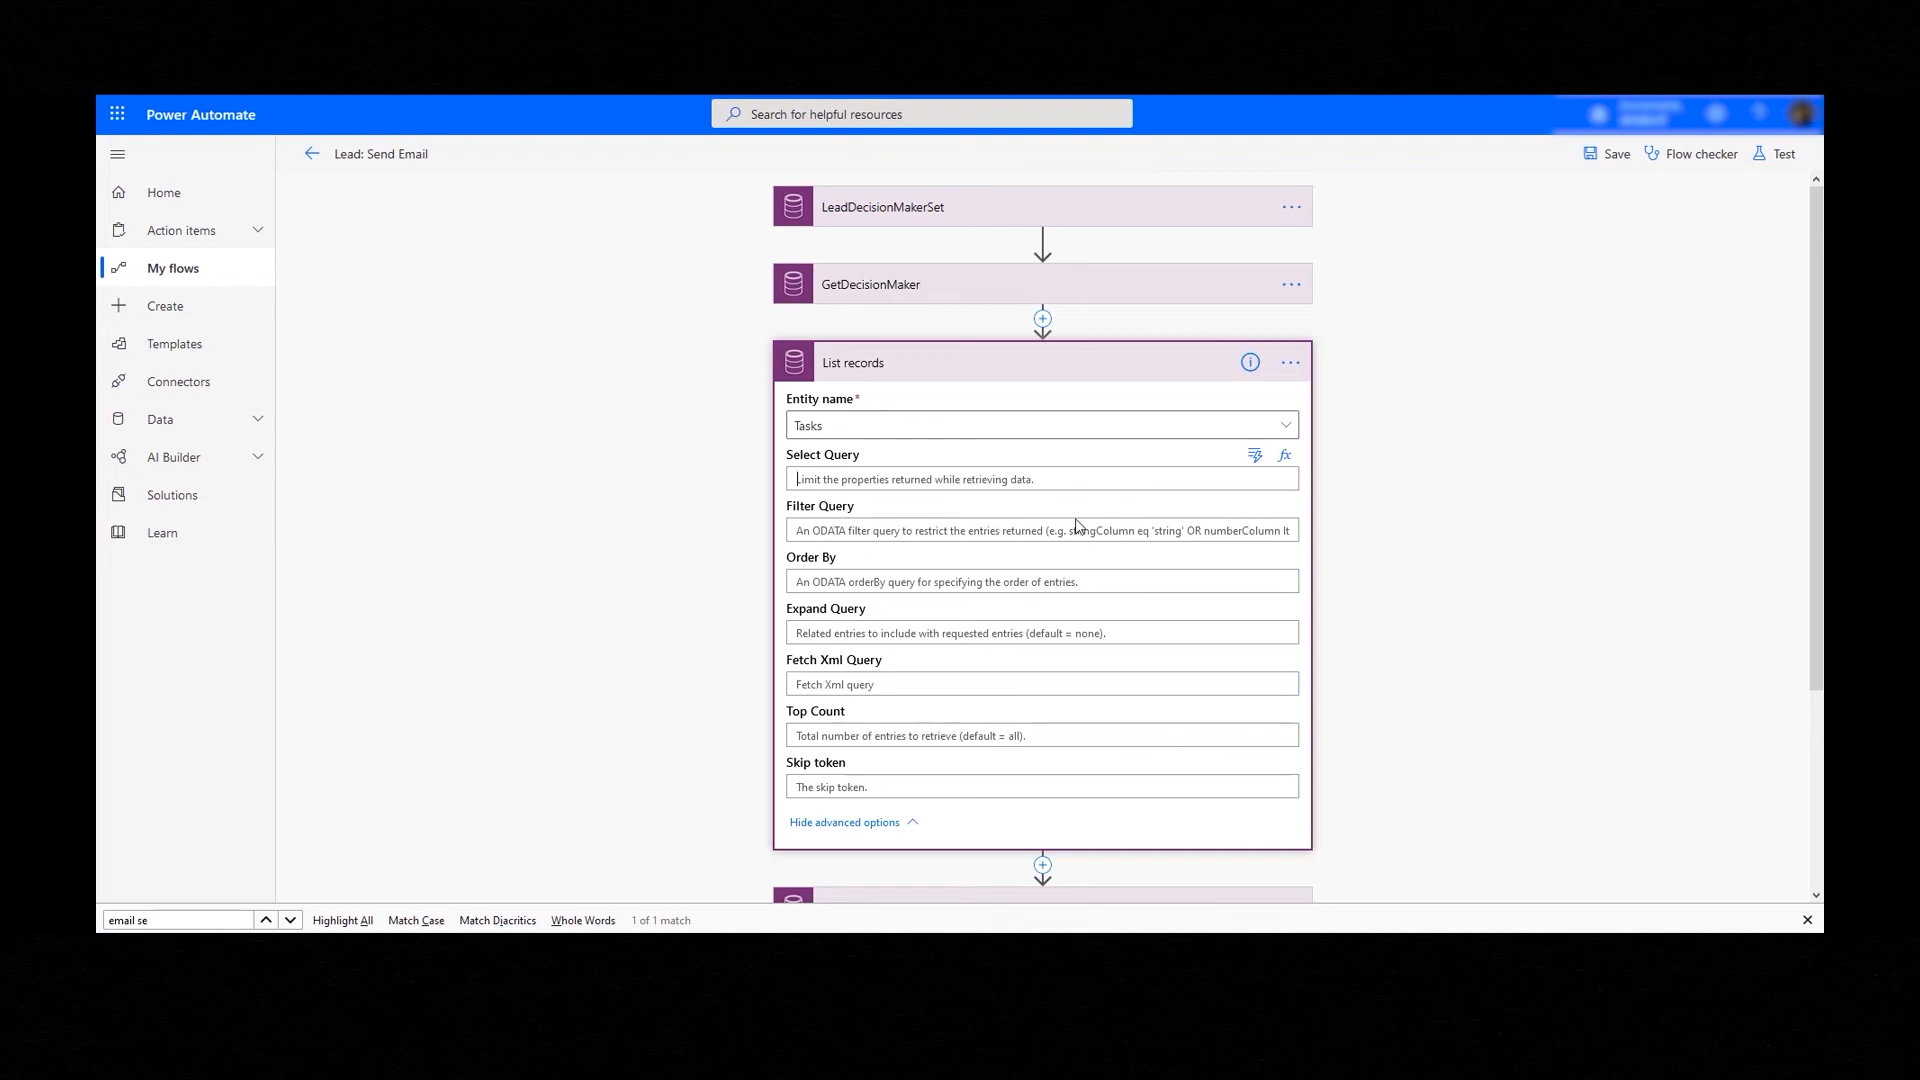 Power Automate
Search for helpful resources
Lead: Send Email
Save
Flow checker
Test
Home
Action items
My flows
Create
Templates
Connectors
Data
AI Builder
Solutions
Learn
LeadDecisionMakerSet
GetDecisionMaker
List records
Entity name*
Tasks
Select Query
fx
Limit the properties returned while retrieving data.
Filter Query
An ODATA filter query to restrict the entries returned (e.g. stringColumn eq 'string' OR numberColumn lt
Order By
An ODATA orderBy query for specifying the order of entries.
Expand Query
Related entries to include with requested entries (default = none).
Fetch Xml Query
Fetch Xml query
Top Count
Total number of entries to retrieve (default = all).
Skip token
The skip token.
Hide advanced options
email se
Highlight All
Match Case
Match Diacritics
Whole Words
1 of 1 match